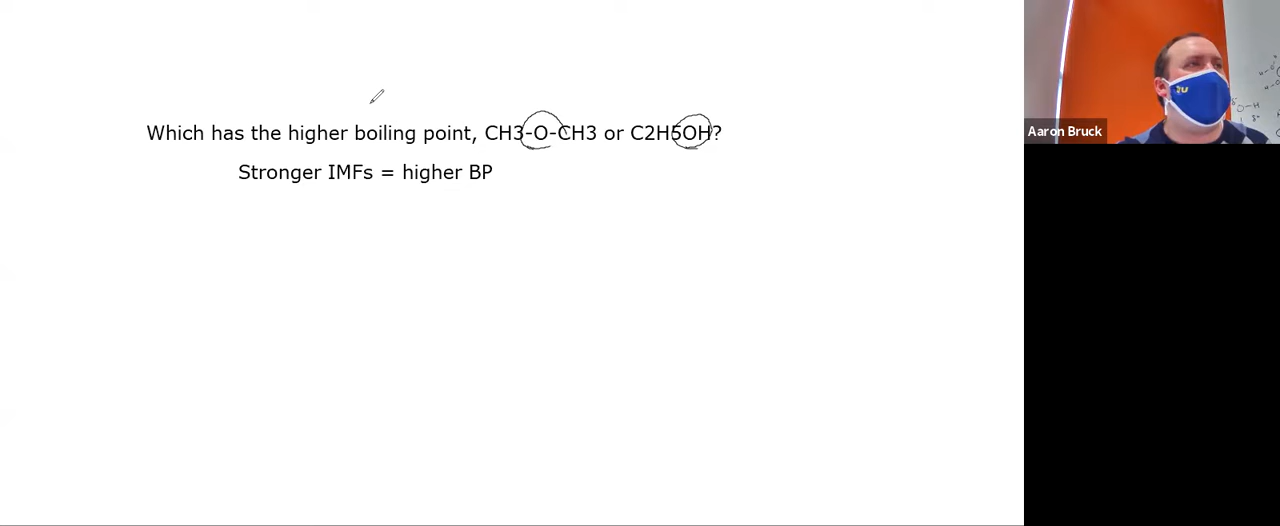 Which has the higher boiling point, CH3-O-CH3 or C2H5OH?
Stronger IMFs = higher BP
Aaron Bruck